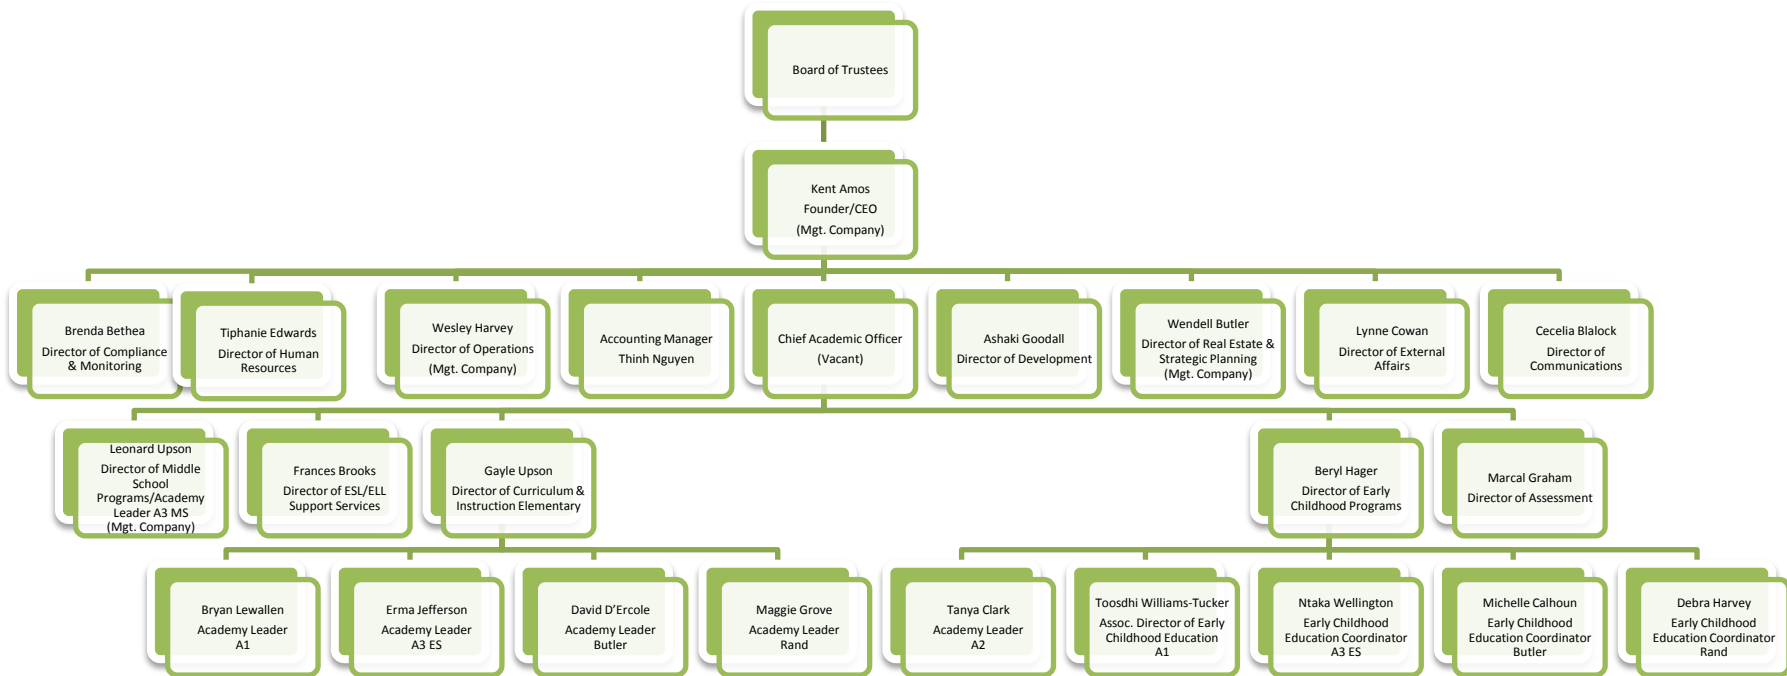 Board of Trustees
Kent Amos
Founder/CEO
(Mgt. Company)
Brenda Bethea
Director of Compliance
& Monitoring
Tiphanie Edwards
Director of Human
Resources
Wesley Harvey
Director of Operations
(Mgt. Company)
Accounting Manager
Thinh Nguyen
Chief Academic Officer
(Vacant)
Ashaki Goodall
Director of Development
Wendell Butler
Director of Real Estate &
Strategic Planning
(Mgt. Company)
Lynne Cowan
Director of External
Affairs
Cecelia Blalock
Director of
Communications
Leonard Upson
Director of Middle
School
Programs/Academy
Leader A3 MS
(Mgt. Company)
Frances Brooks
Director of ESL/ELL
Support Services
Gayle Upson
Director of Curriculum &
Instruction Elementary
Beryl Hager
Director of Early
Childhood Programs
Marcal Graham
Director of Assessment
Bryan Lewallen
Academy Leader
A1
Erma Jefferson
Academy Leader
A3 ES
David D’Ercole
Academy Leader
Butler
Maggie Grove
Academy Leader
Rand
Tanya Clark
Academy Leader
A2
Toosdhi Williams-Tucker
Assoc. Director of Early
Childhood Education
A1
Ntaka Wellington
Early Childhood
Education Coordinator
A3 ES
Michelle Calhoun
Early Childhood
Education Coordinator
Butler
Debra Harvey
Early Childhood
Education Coordinator
Rand